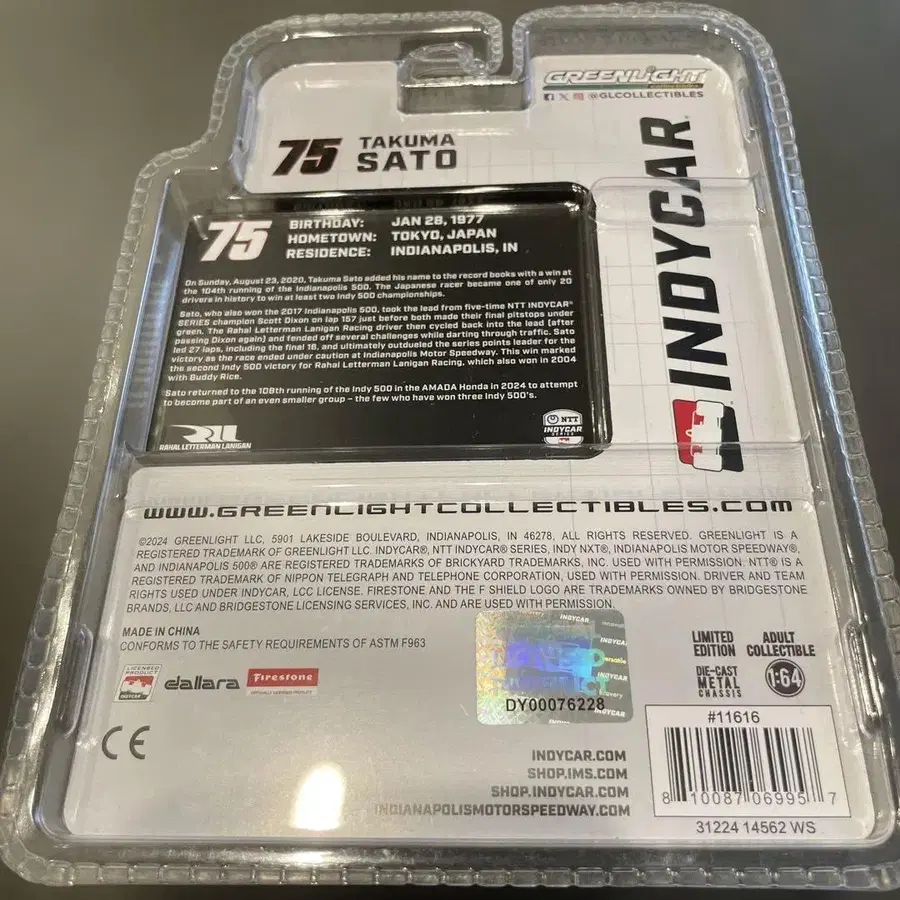 GREENLIGHT
@GLCOLLECTIBLES
75 TAKUMA
SATO
INDYCAR®
75
BIRTHDAY: JAN 28, 1977
HOMETOWN: TOKYO, JAPAN
RESIDENCE: INDIANAPOLIS, IN
On Sunday, August 23, 2020, Takuma Sato added his name to the record books with a win at
the 104th running of the Indianapolis 500. The Japanese racer became one of only 20
drivers in history to win at least two Indy 500 championships.
Sato, who also won the 2017 Indianapolis 500, took the lead from five-time NTT INDYCAR®
SERIES champion Scott Dixon on lap 157 just before both made their final pitstops under
green. The Rahal Letterman Lanigan Racing driver then cycled back into the lead (after
passing Dixon again) and fended off several challenges while darting through traffic. Sato
led 27 laps, including the final 18, and ultimately outdueled the series points leader for the
victory as the race ended under caution at Indianapolis Motor Speedway. This win marked
the second Indy 500 victory for Rahal Letterman Lanigan Racing, which also won in 2004
with Buddy Rice.
Sato returned to the 108th running of the Indy 500 in the AMADA Honda in 2024 to attempt
to become part of an even smaller group – the few who have won three Indy 500's.
RLL
RAHAL LETTERMAN LANIGAN
NTT
INDYCAR
SERIES
WWW.GREENLIGHTCOLLECTIBLES.COM
©2024 GREENLIGHT LLC, 5901 LAKESIDE BOULEVARD, INDIANAPOLIS, IN 46278, ALL RIGHTS RESERVED. GREENLIGHT IS A
REGISTERED TRADEMARK OF GREENLIGHT LLC. INDYCAR®, NTT INDYCAR® SERIES, INDY NXT®, INDIANAPOLIS MOTOR SPEEDWAY®,
AND INDIANAPOLIS 500® ARE REGISTERED TRADEMARKS OF BRICKYARD TRADEMARKS, INC. USED WITH PERMISSION. NTT® IS A
REGISTERED TRADEMARK OF NIPPON TELEGRAPH AND TELEPHONE CORPORATION, USED WITH PERMISSION. DRIVER AND TEAM
RIGHTS USED UNDER INDYCAR, LCC LICENSE. FIRESTONE AND THE F SHIELD LOGO ARE TRADEMARKS OWNED BY BRIDGESTONE
BRANDS, LLC AND BRIDGESTONE LICENSING SERVICES, INC. AND ARE USED WITH PERMISSION.
MADE IN CHINA
CONFORMS TO THE SAFETY REQUIREMENTS OF ASTM F963
LICENSED
PRODUCT
INDYCAR
dallara
Firestone
OFFICIALLY LICENSED PRODUCT
INDYCAR
DY00076228
LIMITED
EDITION
ADULT
COLLECTIBLE
DIE-CAST
METAL
CHASSIS
1:64
CE
INDYCAR.COM
SHOP.IMS.COM
SHOP.INDYCAR.COM
INDIANAPOLISMOTORSPEEDWAY.COM
#11616
8 10087 06995 7
31224 14562 WS